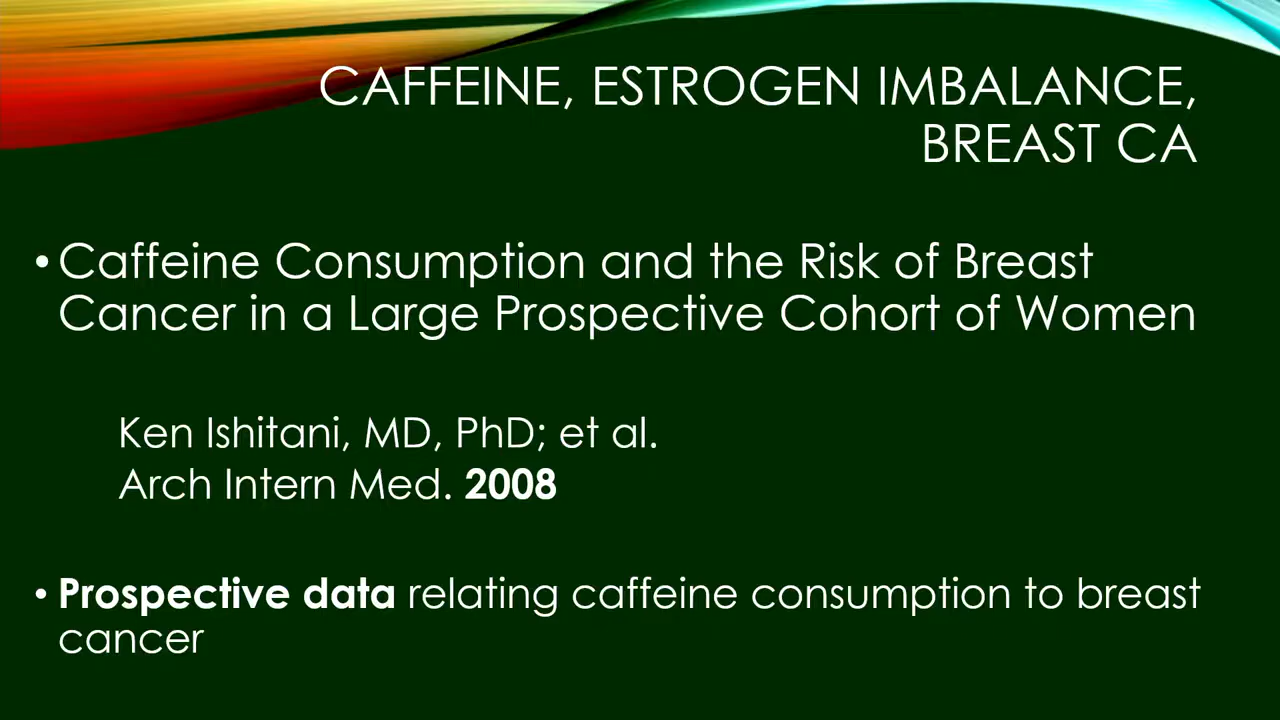 CAFFEINE, ESTROGEN IMBALANCE,
BREAST CA
• Caffeine Consumption and the Risk of Breast
Cancer in a Large Prospective Cohort of Women
Ken Ishitani, MD, PhD; et al.
Arch Intern Med. 2008
• Prospective data relating caffeine consumption to breast
cancer